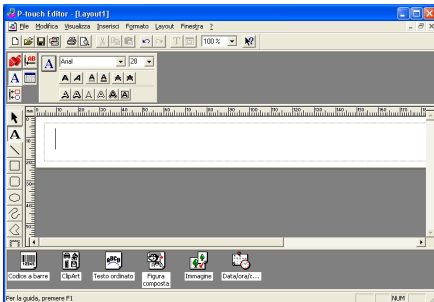 P-touch Editor - [Layout1]
File Modifica Visualizza Inserisci Formato Layout Finestra ?
100 %
Arial 28
Codice a barre ClipArt Testo ordinato Figura composta Immagine Data/ora/c...
Per la guida, premere F1 NUM